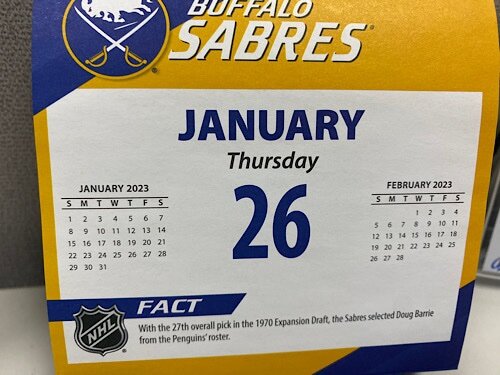 BUFFALO
SABRES
JANUARY
Thursday
26
JANUARY 2023
S M T W T F S
1 2 3 4 5 6 7
8 9 10 11 12 13 14
15 16 17 18 19 20 21
22 23 24 25 26 27 28
29 30 31
FEBRUARY 2023
S M T W T F S
1 2 3 4
5 6 7 8 9 10 11
12 13 14 15 16 17 18
19 20 21 22 23 24 25
26 27 28
NHL
FACT
With the 27th overall pick in the 1970 Expansion Draft, the Sabres selected Doug Barrie
from the Penguins' roster.